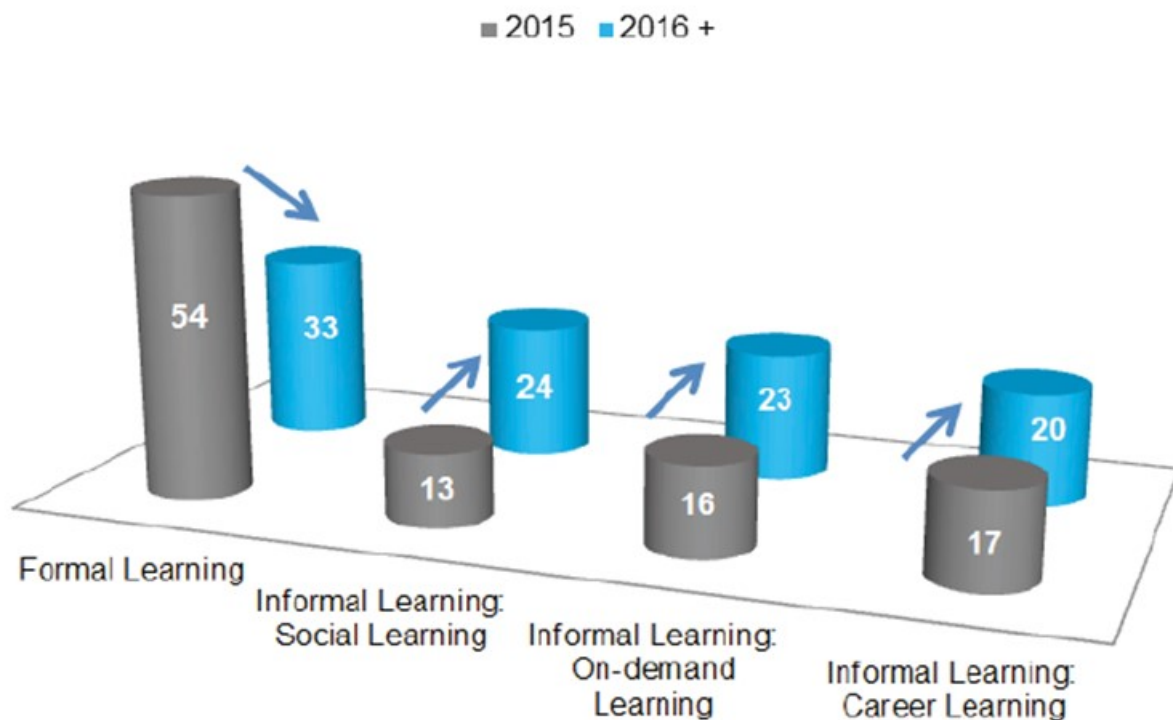 2015 2016 +
54
33
24
23
20
13
16
17
Formal Learning
Informal Learning:
Social Learning
Informal Learning:
On-demand
Learning
Informal Learning:
Career Learning